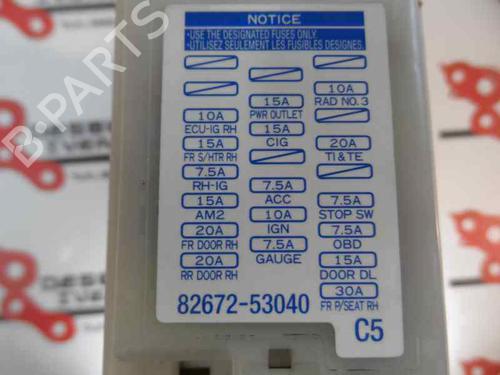 NOTICE
•USE THE DESIGNATED FUSES ONLY.
•UTILISEZ SEULEMENT LES FUSIBLES DESIGNES.
10A
ECU-IG RH
15A
FR S/HTR RH
7.5A
RH-IG
15A
AM2
20A
FR DOOR RH
20A
RR DOOR RH
15A
PWR OUTLET
15A
CIG
7.5A
ACC
10A
IGN
7.5A
GAUGE
10A
RAD NO.3
20A
TI&TE
7.5A
STOP SW
7.5A
OBD
15A
DOOR DL
30A
FR P/SEAT RH
82672-53040
C5
B-PARTS